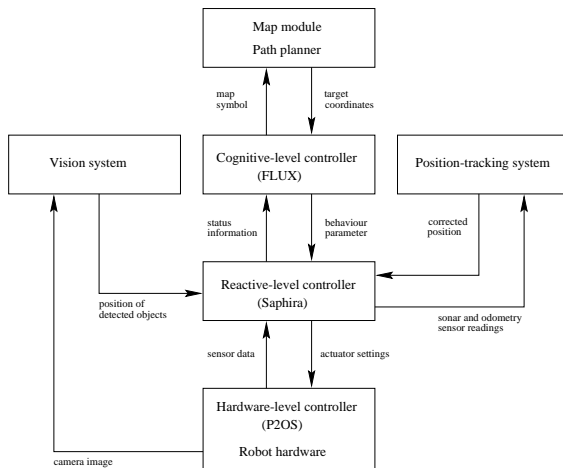 Map module
Path planner
map
symbol
target
coordinates
Vision system
Cognitive-level controller
(FLUX)
Position-tracking system
status
information
behaviour
parameter
corrected
position
Reactive-level controller
(Saphira)
position of
detected objects
sonar and odometry
sensor readings
sensor data
actuator settings
Hardware-level controller
(P2OS)
Robot hardware
camera image